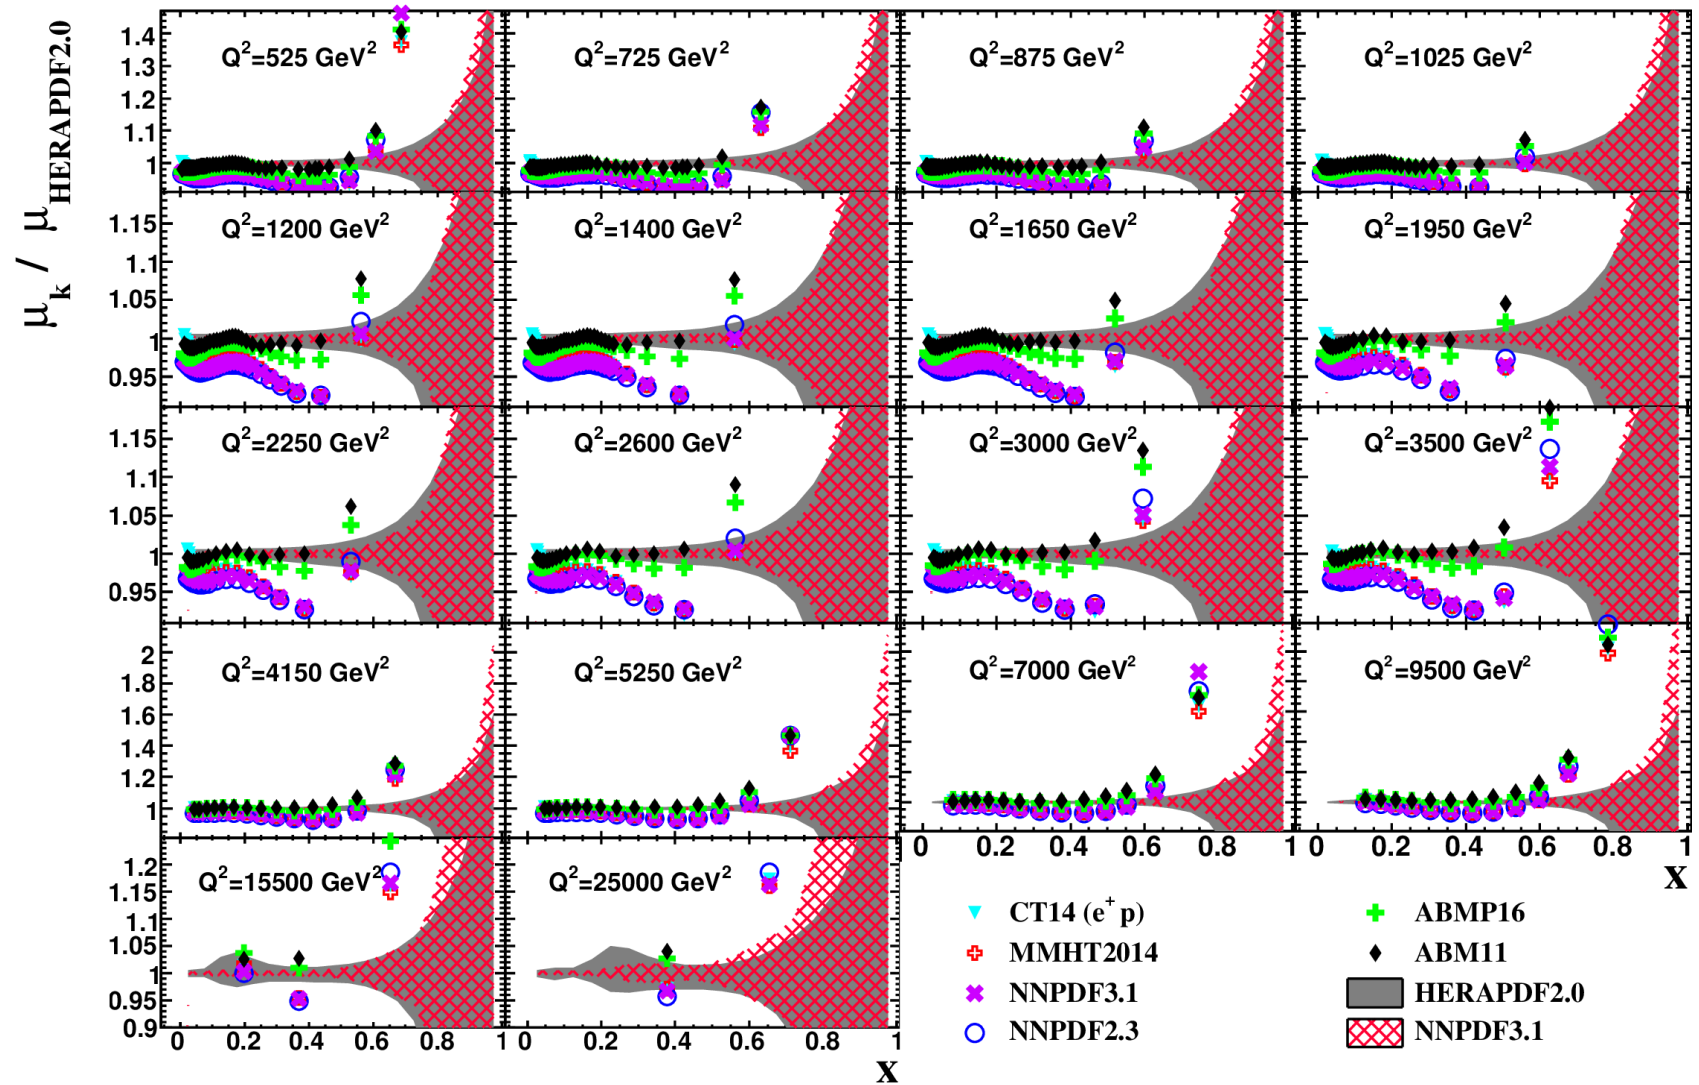 μk / μHERAPDF2.0
1.4
1.3
1.2
1.1
1
Q²=525 GeV²
Q²=725 GeV²
Q²=875 GeV²
Q²=1025 GeV²
1.15
1.1
1.05
1
0.95
Q²=1200 GeV²
Q²=1400 GeV²
Q²=1650 GeV²
Q²=1950 GeV²
1.15
1.1
1.05
1
0.95
Q²=2250 GeV²
Q²=2600 GeV²
Q²=3000 GeV²
Q²=3500 GeV²
2
1.8
1.6
1.4
1.2
1
Q²=4150 GeV²
Q²=5250 GeV²
Q²=7000 GeV²
Q²=9500 GeV²
0 0.2 0.4 0.6 0.8 1
0 0.2 0.4 0.6 0.8 1
x
1.2
1.15
1.1
1.05
1
0.95
0.9
Q²=15500 GeV²
Q²=25000 GeV²
0 0.2 0.4 0.6 0.8
0 0.2 0.4 0.6 0.8 1
x
CT14 (e⁺p)
MMHT2014
NNPDF3.1
NNPDF2.3
ABMP16
ABM11
HERAPDF2.0
NNPDF3.1